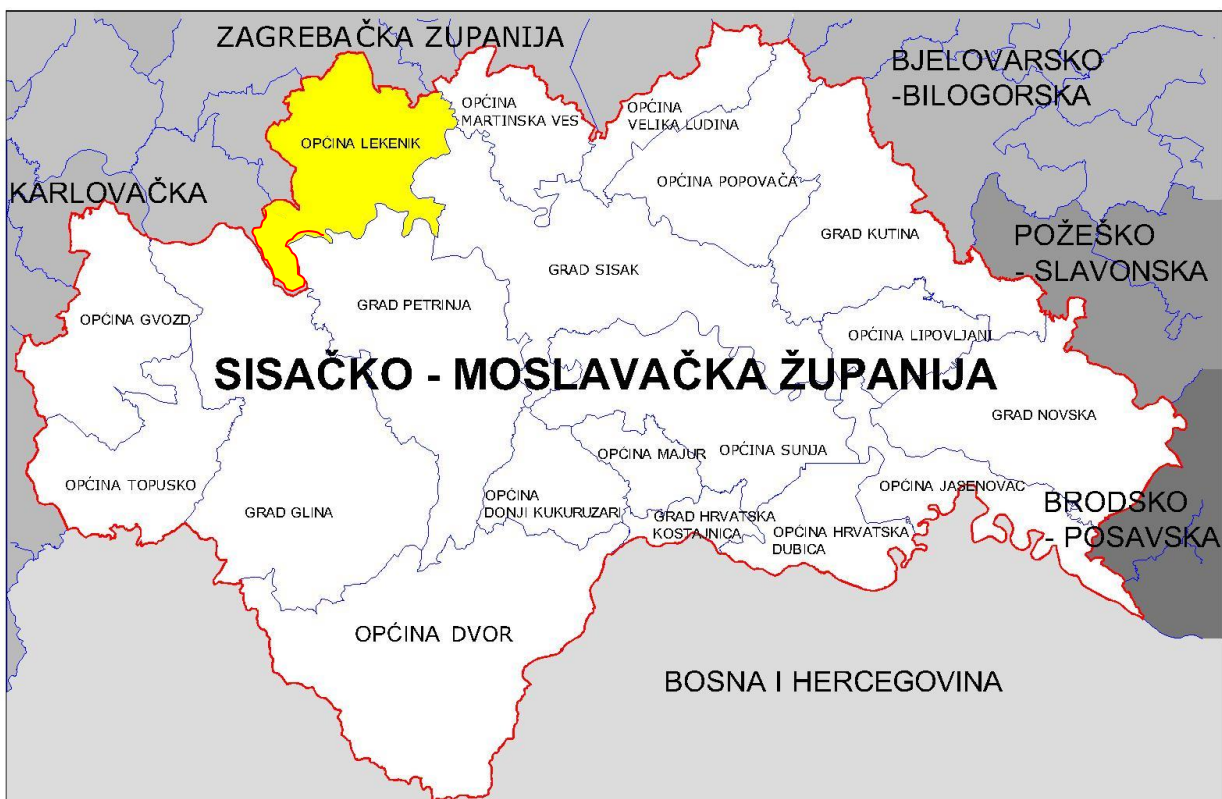 ZAGREBAČKA ŽUPANIJA
BJELOVARSKO
-BILOGORSKA
OPĆINA
MARTINSKA VES
OPĆINA
VELIKA LUDINA
OPĆINA LEKENIK
KARLOVAČKA
OPĆINA POPOVAČA
POŽEŠKO
- SLAVONSKA
GRAD KUTINA
GRAD SISAK
GRAD PETRINJA
OPĆINA GVOZD
OPĆINA LIPOVLJANI
SISAČKO - MOSLAVAČKA ŽUPANIJA
GRAD NOVSKA
OPĆINA MAJUR
OPĆINA SUNJA
OPĆINA TOPUSKO
GRAD GLINA
OPĆINA
DONJI KUKURUZARI
OPĆINA JASENOVAC
BRODSKO
- POSAVSKA
GRAD HRVATSKA
KOSTAJNICA
OPĆINA HRVATSKA
DUBICA
OPĆINA DVOR
BOSNA I HERCEGOVINA